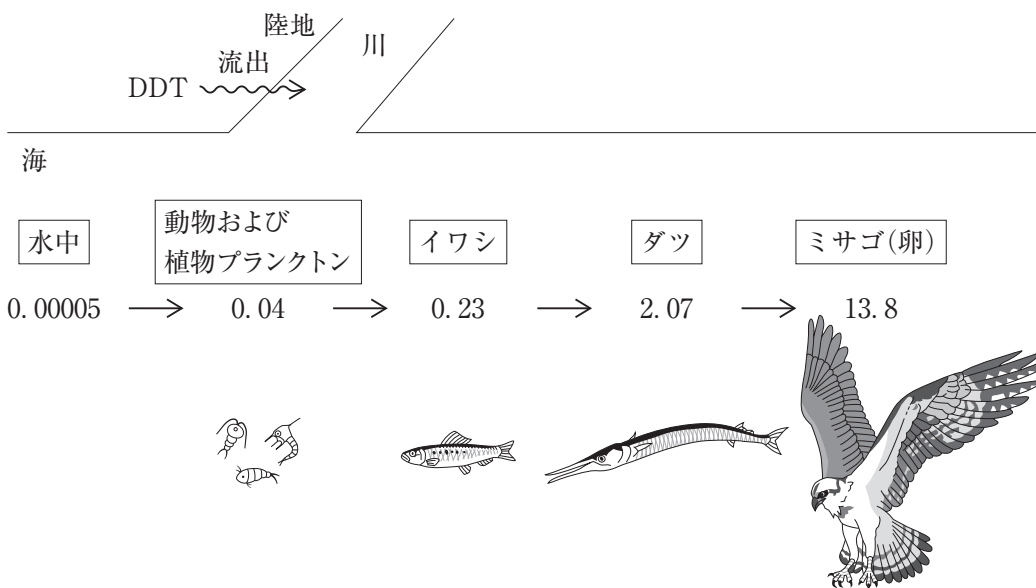 陸地
川
流出
DDT
海
水中
動物および
植物プランクトン
イワシ
ダツ
ミサゴ(卵)
0.00005
0.04
0.23
2.07
13.8